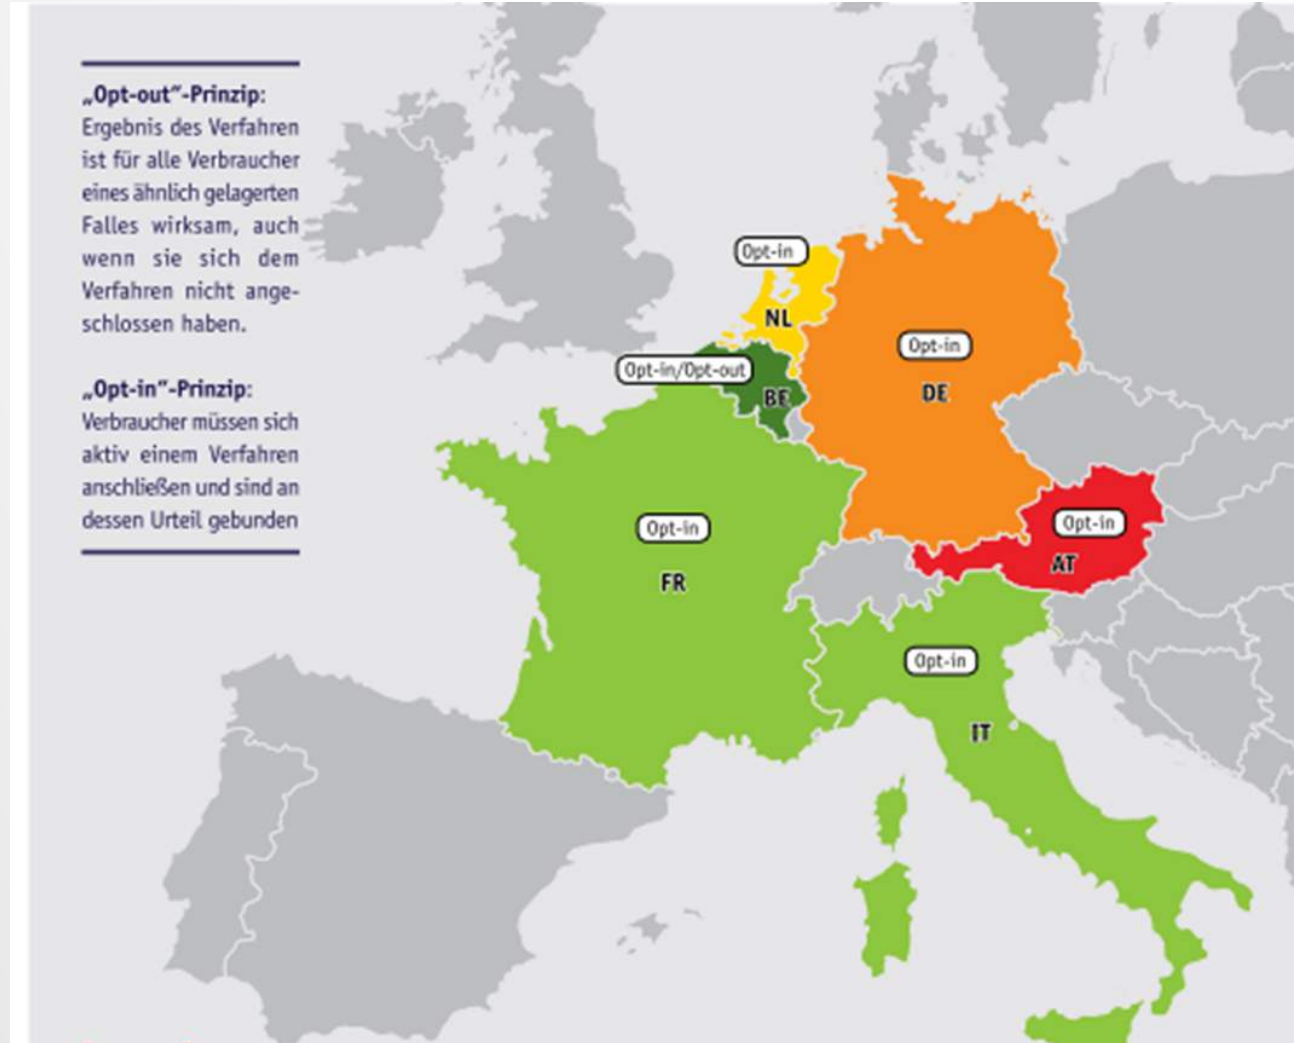 „Opt-out“-Prinzip:
Ergebnis des Verfahren
ist für alle Verbraucher
eines ähnlich gelagerten
Falles wirksam, auch
wenn sie sich dem
Verfahren nicht ange-
schlossen haben.
„Opt-in“-Prinzip:
Verbraucher müssen sich
aktiv einem Verfahren
anschließen und sind an
dessen Urteil gebunden
Opt-in
NL
Opt-in/Opt-out
BE
Opt-in
DE
Opt-in
FR
Opt-in
AT
Opt-in
IT